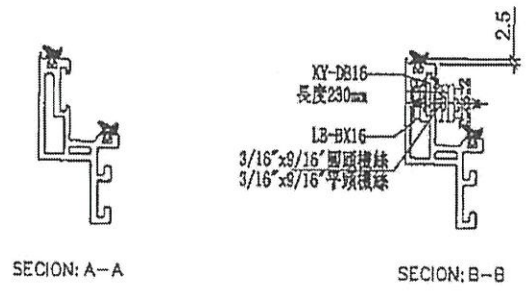 2.5
XY-DB16
長度230mm
LB-BX16
3/16"x9/16"圓頭機絲
3/16"x9/16"平頭機絲
SECION: A-A
SECION: B-B